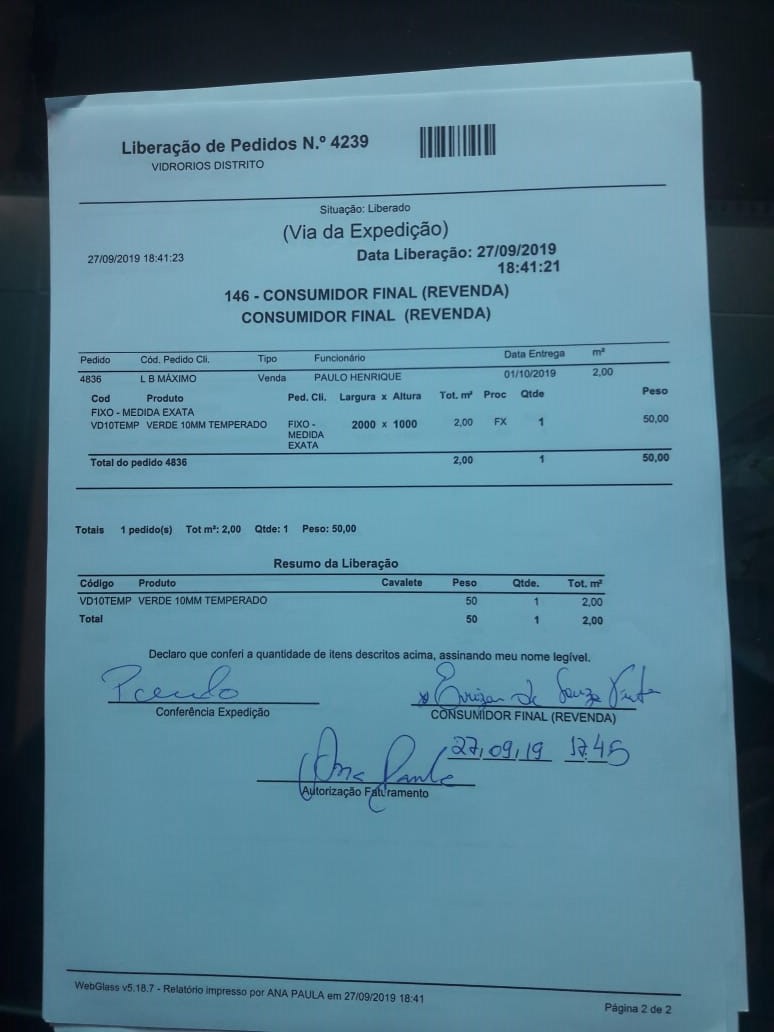 Liberação de Pedidos N.º 4239
VIDRORIOS DISTRITO
Situação: Liberado
(Via da Expedição)
27/09/2019 18:41:23
Data Liberação: 27/09/2019
18:41:21
146 - CONSUMIDOR FINAL (REVENDA)
CONSUMIDOR FINAL (REVENDA)
Pedido Cód. Pedido Cli. Tipo Funcionário Data Entrega m²
4836 L B MÁXIMO Venda PAULO HENRIQUE 01/10/2019 2,00
Cod Produto Ped. Cli. Largura x Altura Tot. m² Proc Qtde Peso
FIXO - MEDIDA EXATA
VD10TEMP VERDE 10MM TEMPERADO FIXO - 2000 x 1000 2,00 FX 1 50,00
MEDIDA
EXATA
Total do pedido 4836 2,00 1 50,00
Totais 1 pedido(s) Tot m²: 2,00 Qtde: 1 Peso: 50,00
Resumo da Liberação
Código Produto Cavalete Peso Qtde. Tot. m²
VD10TEMP VERDE 10MM TEMPERADO 50 1 2,00
Total 50 1 2,00
Declaro que conferi a quantidade de itens descritos acima, assinando meu nome legível.
de Souza
Conferência Expedição
CONSUMIDOR FINAL (REVENDA)
27,09,19 17:45
Ana Paula
Autorização Faturamento
WebGlass v5.18.7 - Relatório impresso por ANA PAULA em 27/09/2019 18:41
Página 2 de 2